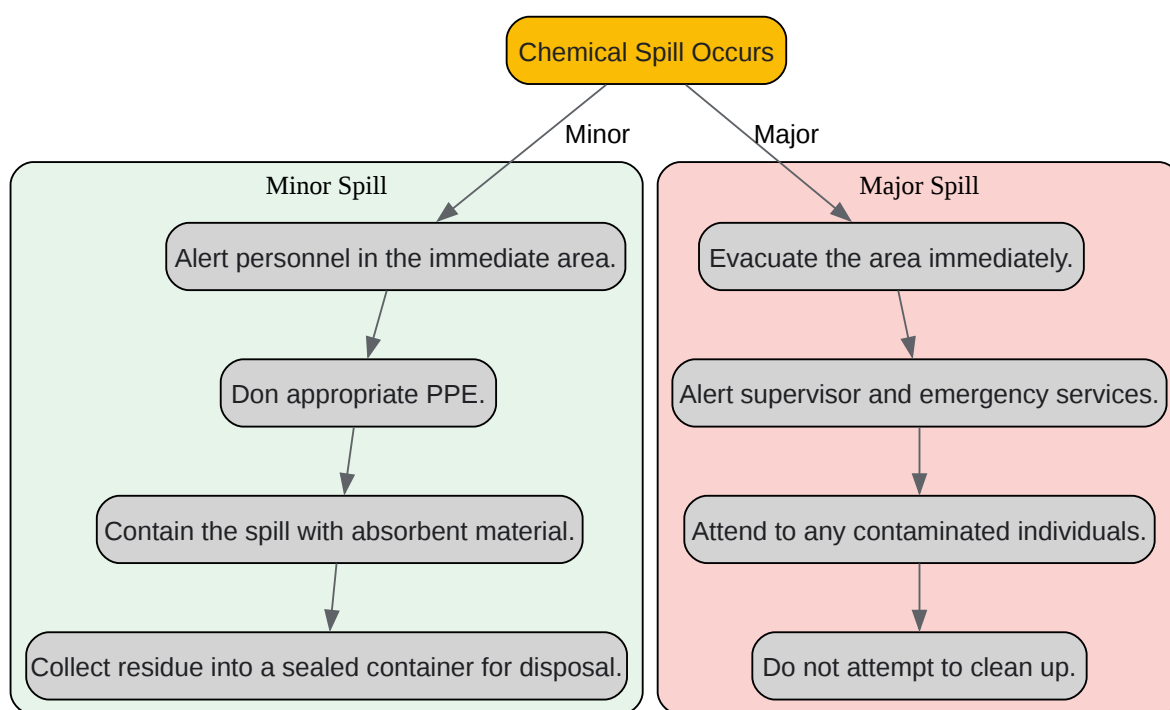 Chemical Spill Occurs
Minor
Major
Minor Spill
Alert personnel in the immediate area.
Don appropriate PPE.
Contain the spill with absorbent material.
Collect residue into a sealed container for disposal.
Major Spill
Evacuate the area immediately.
Alert supervisor and emergency services.
Attend to any contaminated individuals.
Do not attempt to clean up.